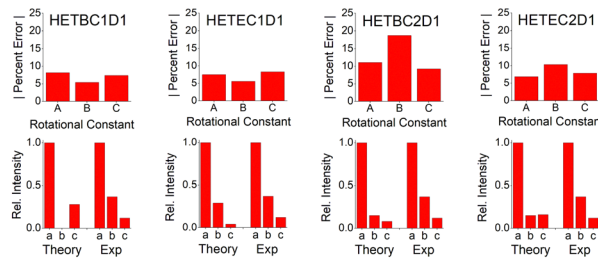 HETBC1D1
HETEC1D1
HETBC2D1
HETEC2D1
| Percent Error |
25
20
15
10
5
0
A B C
Rotational Constant
| Percent Error |
25
20
15
10
5
0
A B C
Rotational Constant
| Percent Error |
25
20
15
10
5
0
A B C
Rotational Constant
| Percent Error |
25
20
15
10
5
0
A B C
Rotational Constant
Rel. Intensity
1.0
0.5
0.0
a b c a b c
Theory Exp
Rel. Intensity
1.0
0.5
0.0
a b c a b c
Theory Exp
Rel. Intensity
1.0
0.5
0.0
a b c a b c
Theory Exp
Rel. Intensity
1.0
0.5
0.0
a b c a b c
Theory Exp